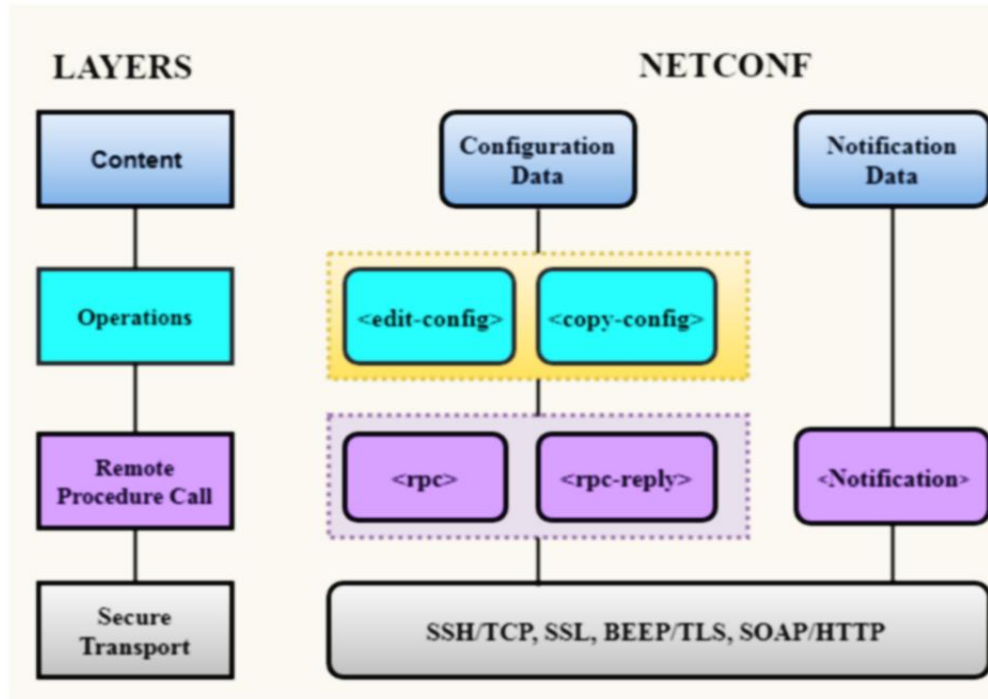 LAYERS
NETCONF
Content
Configuration
Data
Notification
Data
Operations
<edit-config>
<copy-config>
Remote
Procedure Call
<rpc>
<rpc-reply>
<Notification>
Secure
Transport
SSH/TCP, SSL, BEEP/TLS, SOAP/HTTP